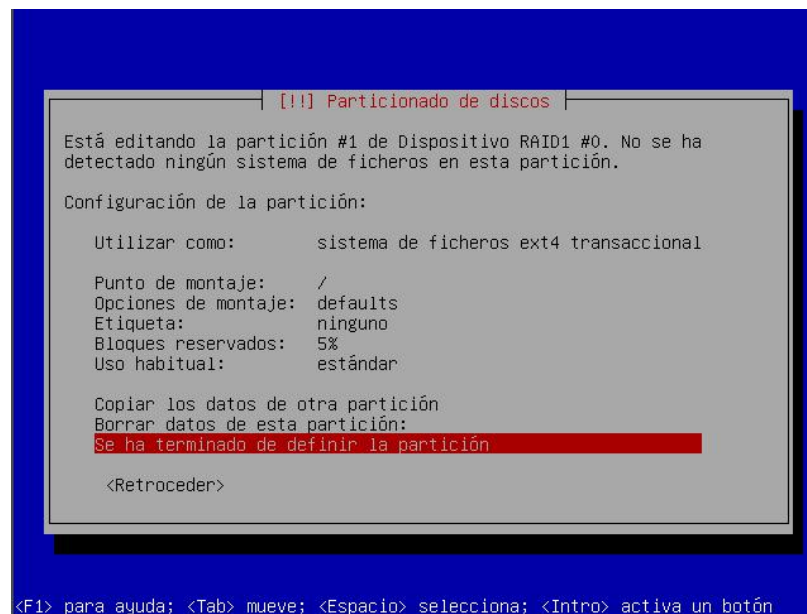 [!!] Particionado de discos
Está editando la partición #1 de Dispositivo RAID1 #0. No se ha
detectado ningún sistema de ficheros en esta partición.
Configuración de la partición:
Utilizar como: sistema de ficheros ext4 transaccional
Punto de montaje: /
Opciones de montaje: defaults
Etiqueta: ninguno
Bloques reservados: 5%
Uso habitual: estándar
Copiar los datos de otra partición
Borrar datos de esta partición:
Se ha terminado de definir la partición
<Retroceder>
<F1> para ayuda; <Tab> mueve; <Espacio> selecciona; <Intro> activa un botón